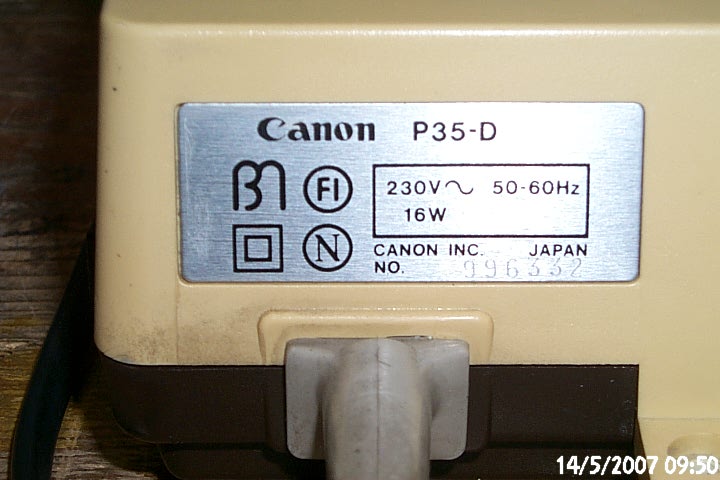 Canon P35-D
FI
230V~ 50-60Hz
16W
N
CANON INC. JAPAN
NO. 996332
14/5/2007 09:50